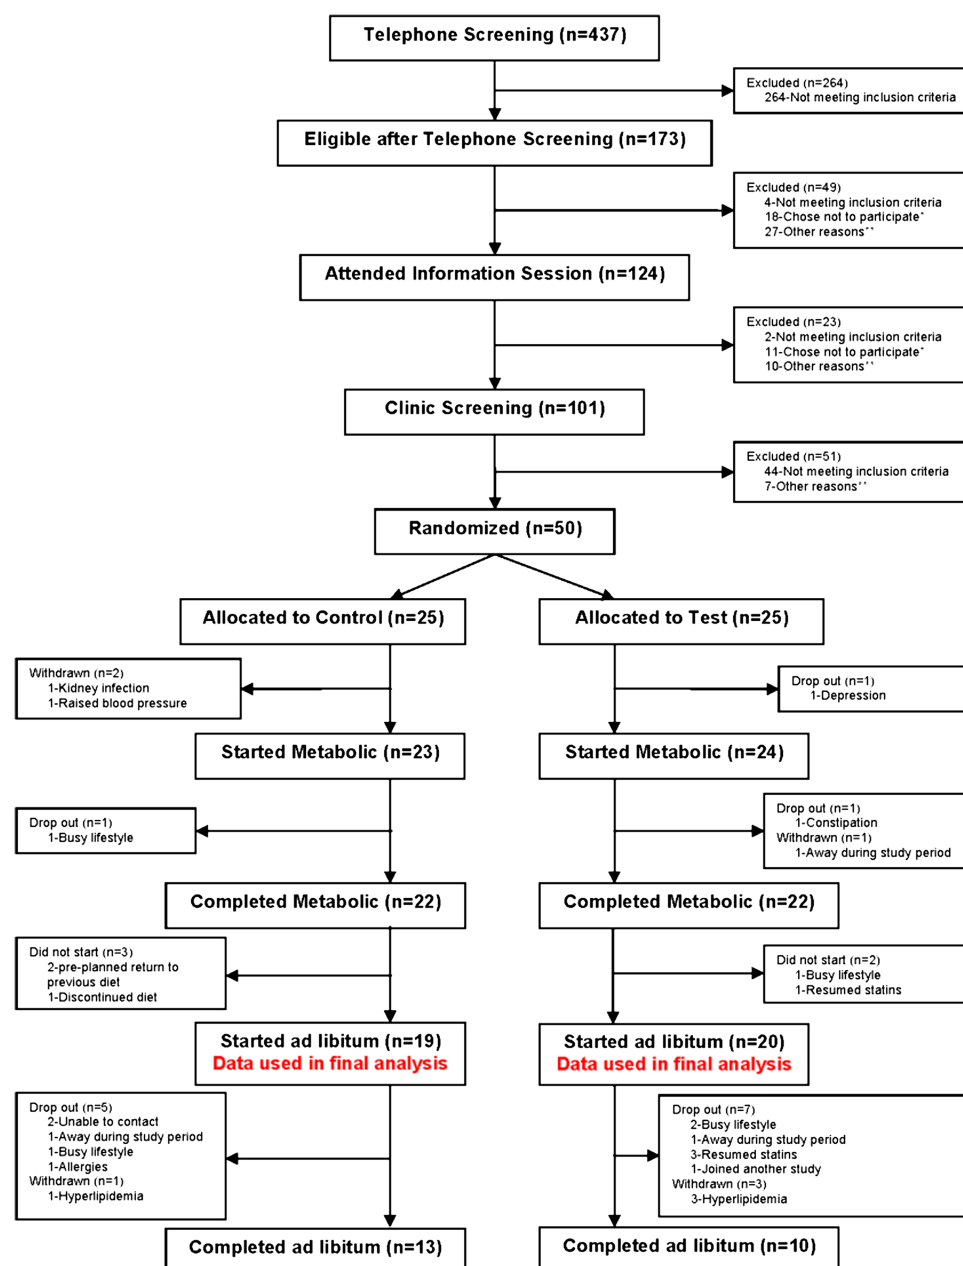 Telephone Screening (n=437)
Excluded (n=264)
264-Not meeting inclusion criteria
Eligible after Telephone Screening (n=173)
Excluded (n=49)
4-Not meeting inclusion criteria
18-Chose not to participate*
27-Other reasons**
Attended Information Session (n=124)
Excluded (n=23)
2-Not meeting inclusion criteria
11-Chose not to participate*
10-Other reasons**
Clinic Screening (n=101)
Excluded (n=51)
44-Not meeting inclusion criteria
7-Other reasons**
Randomized (n=50)
Allocated to Control (n=25)
Allocated to Test (n=25)
Withdrawn (n=2)
1-Kidney infection
1-Raised blood pressure
Drop out (n=1)
1-Depression
Started Metabolic (n=23)
Started Metabolic (n=24)
Drop out (n=1)
1-Busy lifestyle
Drop out (n=1)
1-Constipation
Withdrawn (n=1)
1-Away during study period
Completed Metabolic (n=22)
Completed Metabolic (n=22)
Did not start (n=3)
2-pre-planned return to
previous diet
1-Discontinued diet
Did not start (n=2)
1-Busy lifestyle
1-Resumed statins
Started ad libitum (n=19)
Data used in final analysis
Started ad libitum (n=20)
Data used in final analysis
Drop out (n=5)
2-Unable to contact
1-Away during study period
1-Busy lifestyle
1-Allergies
Withdrawn (n=1)
1-Hyperlipidemia
Drop out (n=7)
2-Busy lifestyle
1-Away during study period
3-Resumed statins
1-Joined another study
Withdrawn (n=3)
3-Hyperlipidemia
Completed ad libitum (n=13)
Completed ad libitum (n=10)